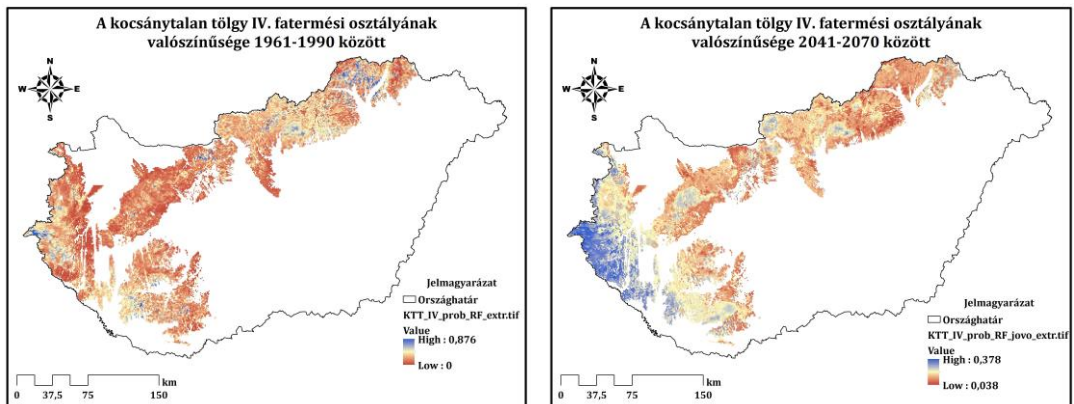 A kocsánytalan tölgy IV. fatermési osztályának
valószínűsége 1961-1990 között
N
W E
S
Jelmagyarázat
Országhatár
KTT_IV_prob_RF_extr.tif
Value
High : 0,876
Low : 0
km
0 37,5 75 150
A kocsánytalan tölgy IV. fatermési osztályának
valószínűsége 2041-2070 között
N
W E
S
Jelmagyarázat
Országhatár
KTT_IV_prob_RF_jovo_extr.tif
Value
High : 0,378
Low : 0,038
km
0 37,5 75 150